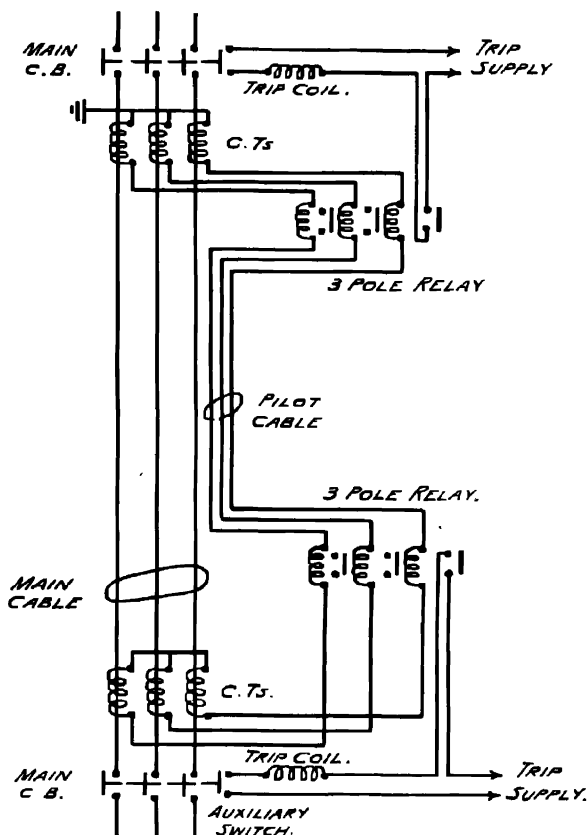 MAIN
C.B.
TRIP
SUPPLY
TRIP COIL.
C.Ts
3 POLE RELAY
PILOT
CABLE
3 POLE RELAY.
MAIN
CABLE
C.Ts.
TRIP COIL.
MAIN
C B.
TRIP
SUPPLY.
AUXILIARY
SWITCH.